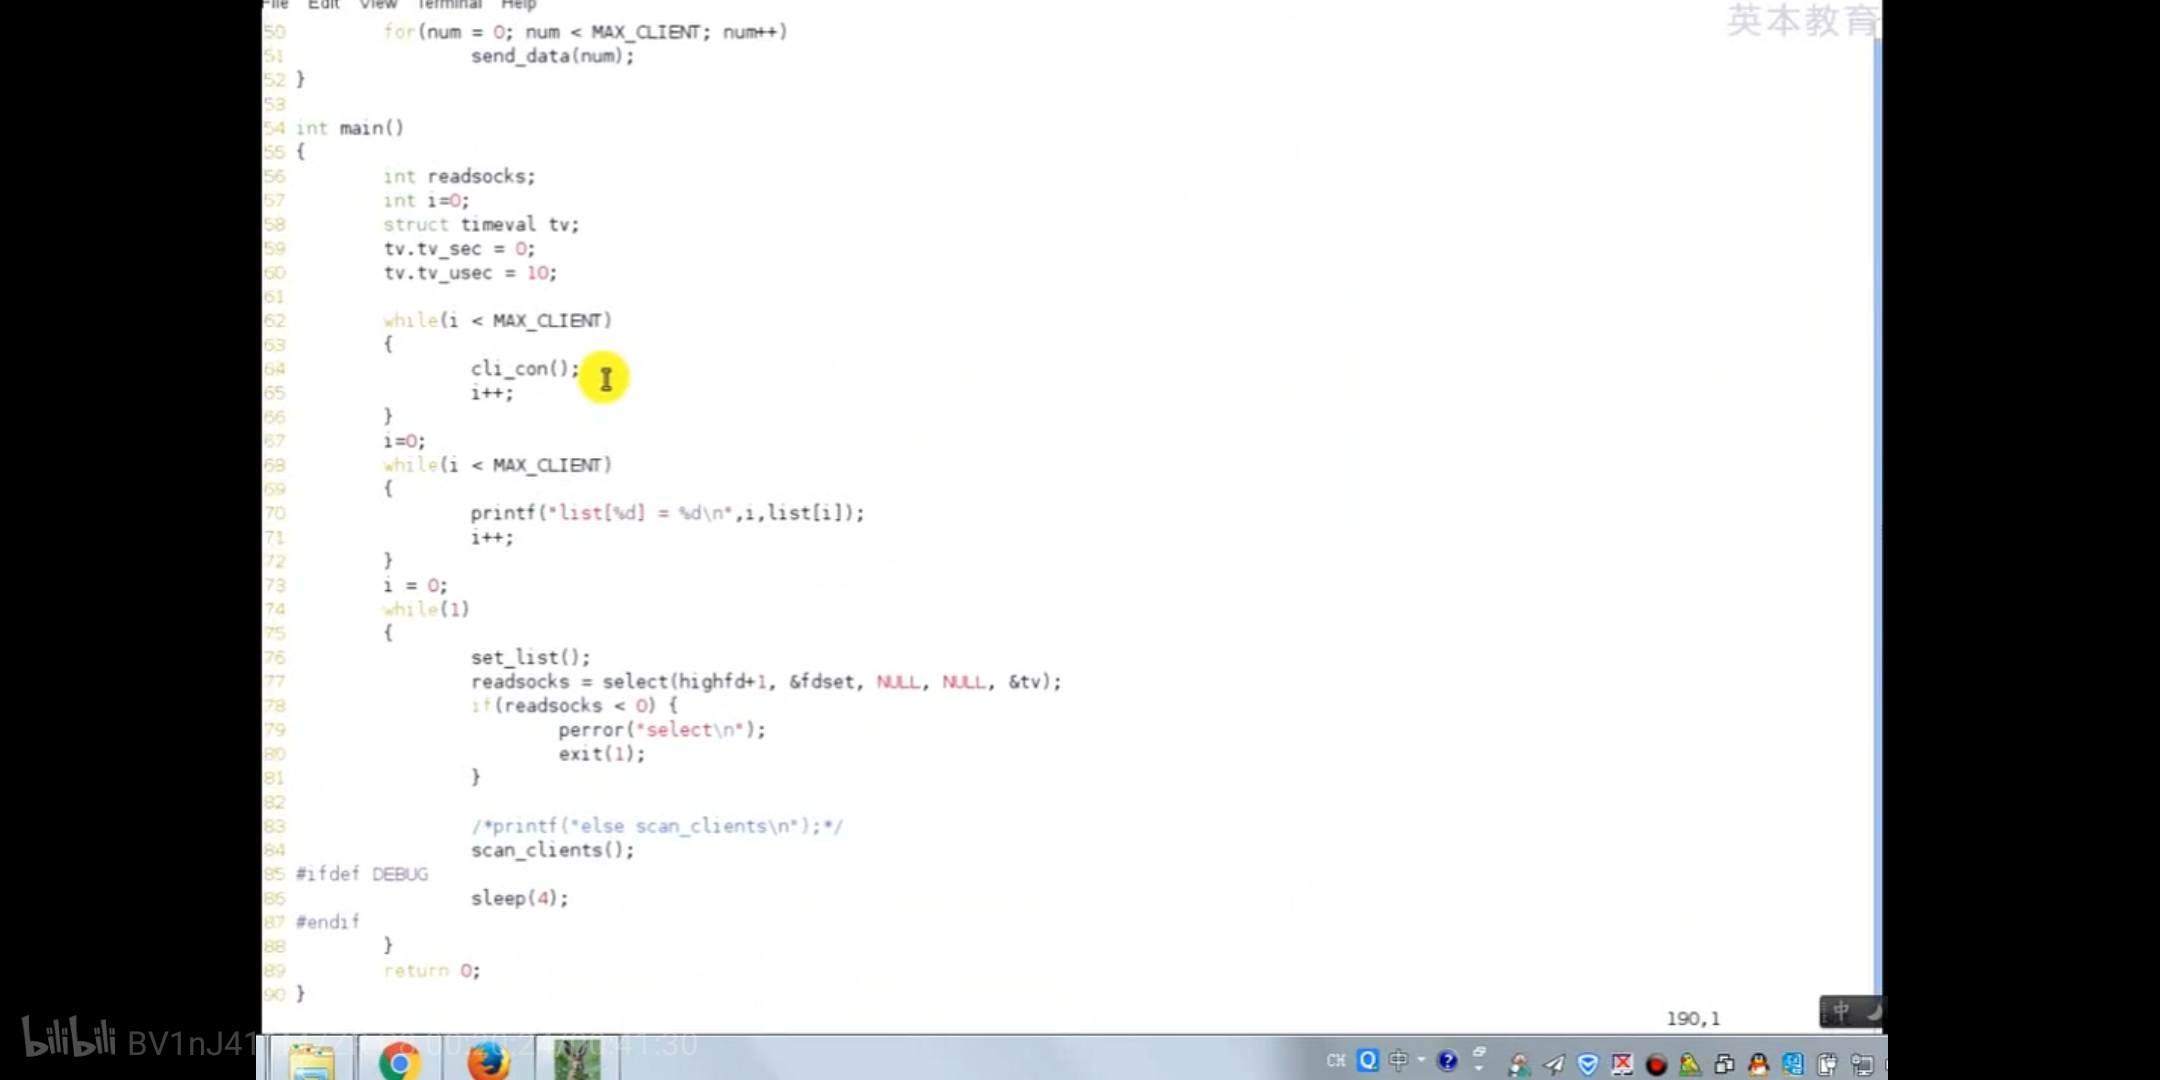 File Edit View Terminal Help
英本教育
50 for(num = 0; num < MAX_CLIENT; num++)
51 send_data(num);
52 }
53
54 int main()
55 {
56 int readsocks;
57 int i=0;
58 struct timeval tv;
59 tv.tv_sec = 0;
60 tv.tv_usec = 10;
61
62 while(i < MAX_CLIENT)
63 {
64 cli_con();
65 i++;
66 }
67 i=0;
68 while(i < MAX_CLIENT)
69 {
70 printf("list[%d] = %d\n",i,list[i]);
71 i++;
72 }
73 i = 0;
74 while(1)
75 {
76 set_list();
77 readsocks = select(highfd+1, &fdset, NULL, NULL, &tv);
78 if(readsocks < 0) {
79 perror("select\n");
80 exit(1);
81 }
82
83 /*printf("else scan_clients\n");*/
84 scan_clients();
85 #ifdef DEBUG
86 sleep(4);
87 #endif
88 }
89 return 0;
90 }
190,1
中
bilibili
CH 中